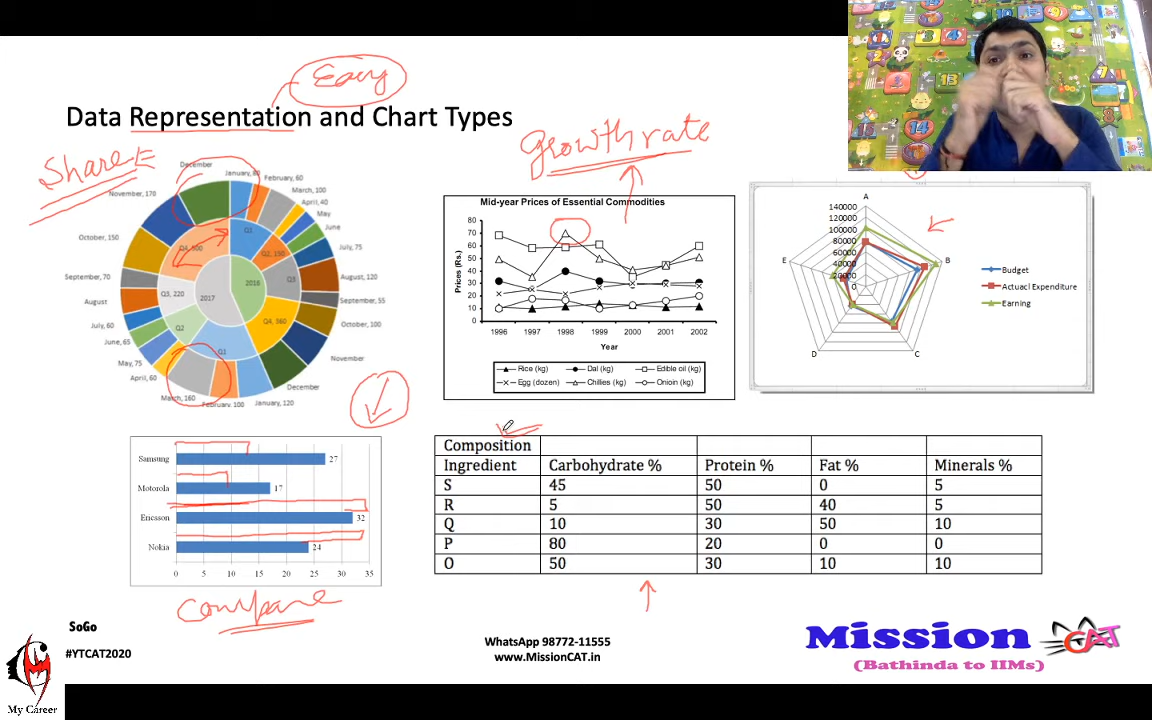 Easy
Data Representation and Chart Types
Share
Growth rate
December
January, 80
February, 60
March, 100
April, 40
May
June
July, 75
August, 120
September, 55
October, 100
November
December
January, 120
February, 100
March, 160
April, 60
May, 75
June, 65
July, 60
August
September, 70
October, 150
November, 170
Q1
Q2, 150
Q3
Q4, 360
Q1
Q2
Q3, 220
Q4, 500
2017
2018
Mid-year Prices of Essential Commodities
Prices (Rs.)
80
70
60
50
40
30
20
10
0
1996 1997 1998 1999 2000 2001 2002
Year
Rice (kg) Dal (kg) Edible oil (kg)
Egg (dozen) Chillies (kg) Onioin (kg)
A
140000
120000
100000
80000
60000
40000
20000
0
E
B
D
C
Budget
Actuacl Expenditure
Earning
Samsung 27
Motorola 17
Ericsson 32
Nokia 24
0 5 10 15 20 25 30 35
Compare
Composition
Ingredient Carbohydrate % Protein % Fat % Minerals %
S 45 50 0 5
R 5 50 40 5
Q 10 30 50 10
P 80 20 0 0
O 50 30 10 10
SoGo
#YTCAT2020
My Career
WhatsApp 98772-11555
www.MissionCAT.in
Mission CAT
(Bathinda to IIMs)